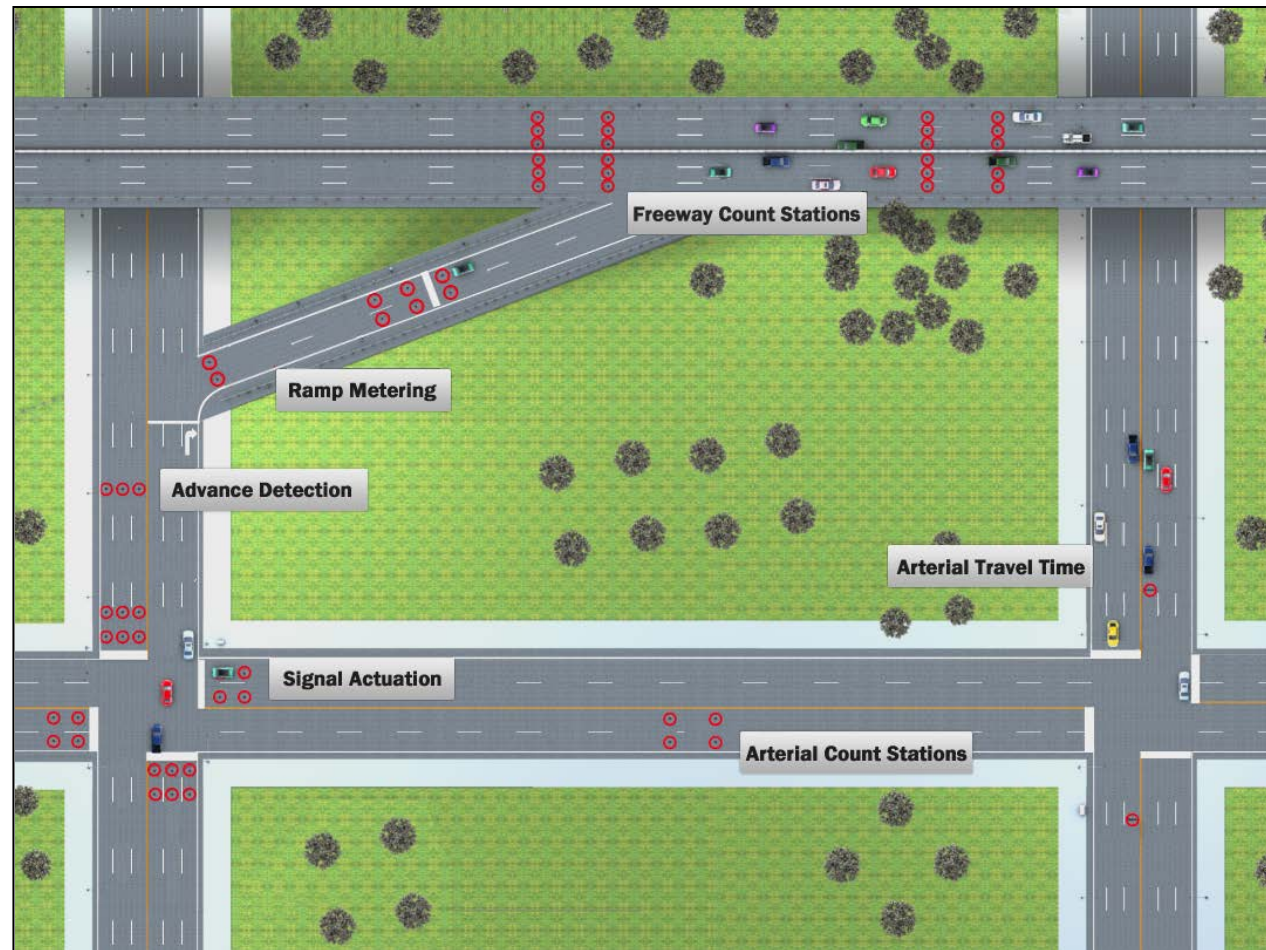 Freeway Count Stations
Ramp Metering
Advance Detection
Arterial Travel Time
Signal Actuation
Arterial Count Stations